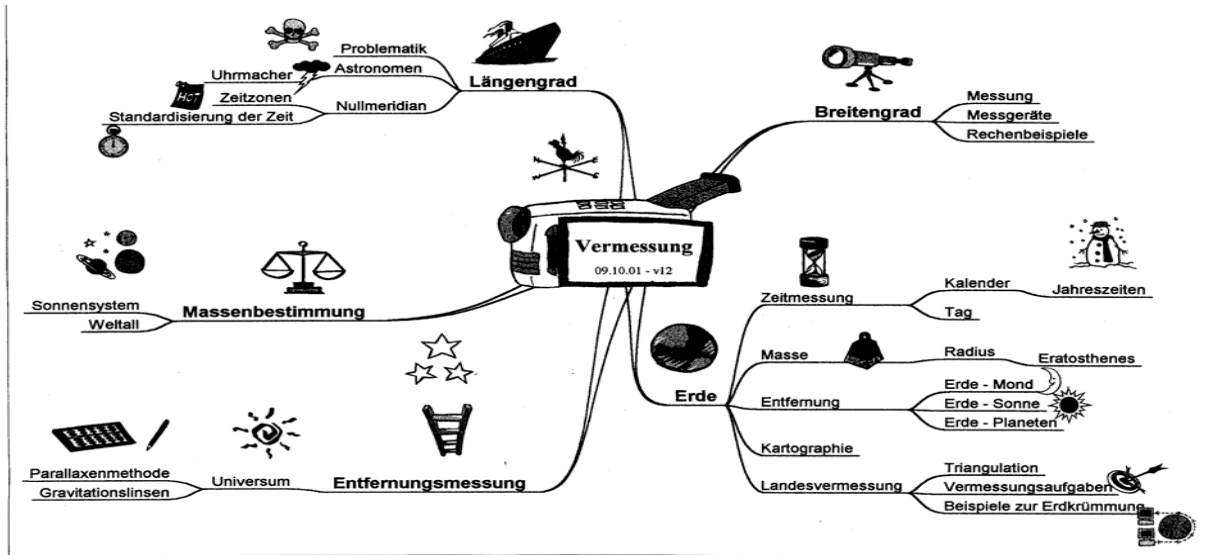 Vermessung
09.10.01 - v12
Längengrad
Problematik
Astronomen
Uhrmacher
Nullmeridian
Zeitzonen
Standardisierung der Zeit
HOT
N
E
W
S
Breitengrad
Messung
Messgeräte
Rechenbeispiele
Massenbestimmung
Sonnensystem
Weltall
Entfernungsmessung
Universum
Parallaxenmethode
Gravitationslinsen
Erde
Zeitmessung
Kalender
Jahreszeiten
Tag
Masse
Radius
Eratosthenes
Entfernung
Erde - Mond
Erde - Sonne
Erde - Planeten
Kartographie
Landesvermessung
Triangulation
Vermessungsaufgaben
Beispiele zur Erdkrümmung